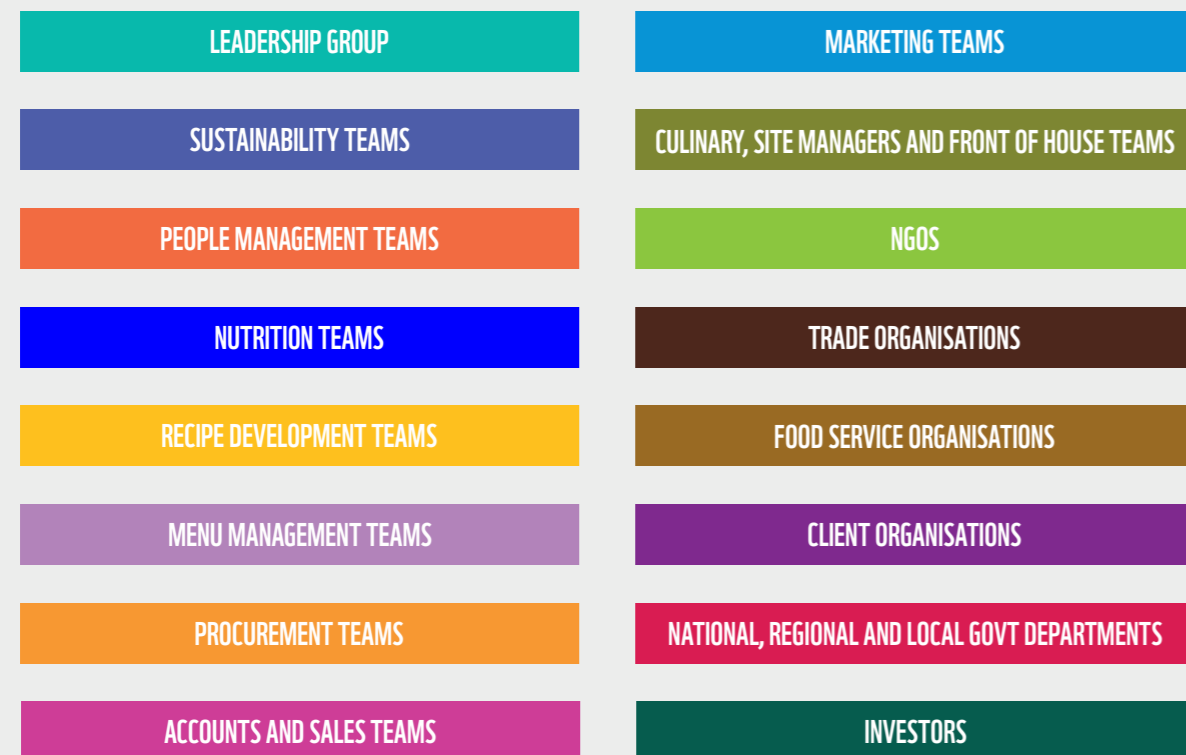 LEADERSHIP GROUP
MARKETING TEAMS
SUSTAINABILITY TEAMS
CULINARY, SITE MANAGERS AND FRONT OF HOUSE TEAMS
PEOPLE MANAGEMENT TEAMS
NGOS
NUTRITION TEAMS
TRADE ORGANISATIONS
RECIPE DEVELOPMENT TEAMS
FOOD SERVICE ORGANISATIONS
MENU MANAGEMENT TEAMS
CLIENT ORGANISATIONS
PROCUREMENT TEAMS
NATIONAL, REGIONAL AND LOCAL GOVT DEPARTMENTS
ACCOUNTS AND SALES TEAMS
INVESTORS